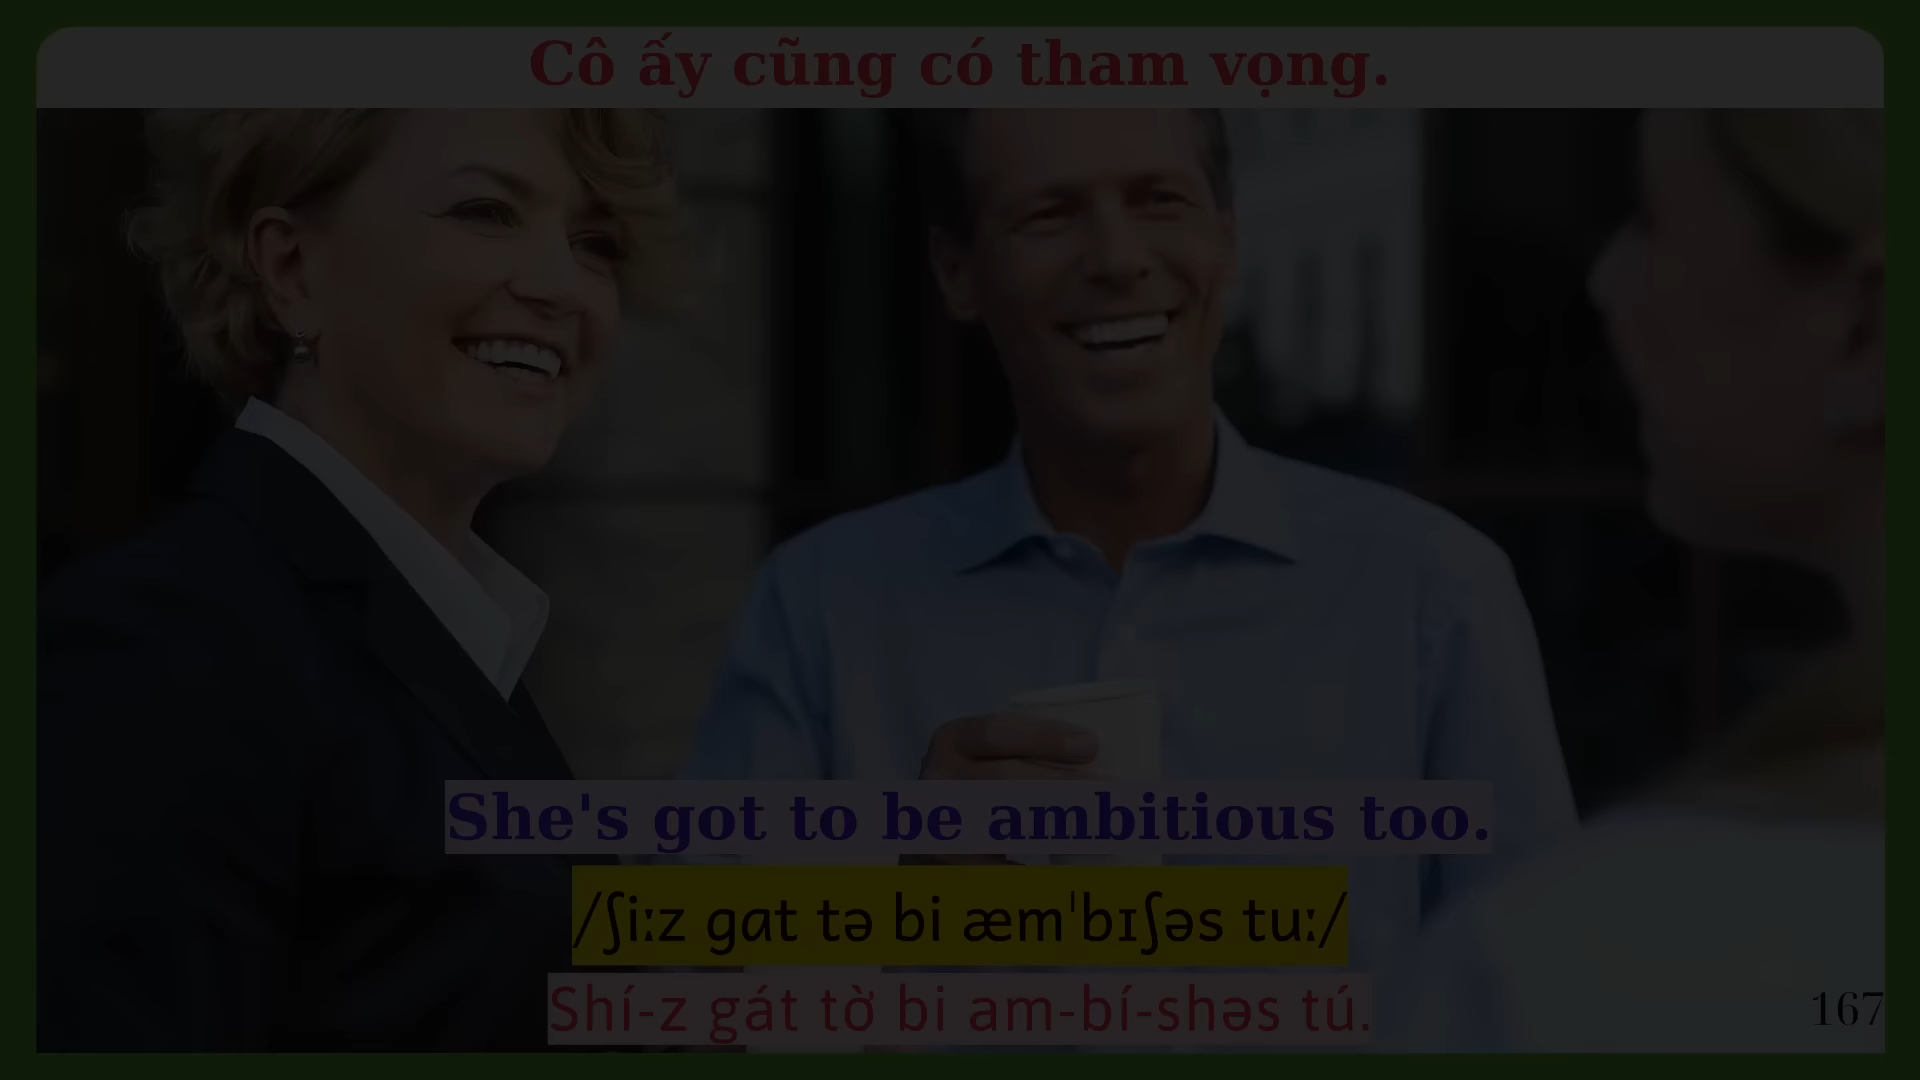 Cô ấy cũng có tham vọng.
She's got to be ambitious too.
/ʃiːz ɡɑt tə bi æmˈbɪʃəs tuː/
Shí-z gát tờ bi am-bí-shəs tú.
167